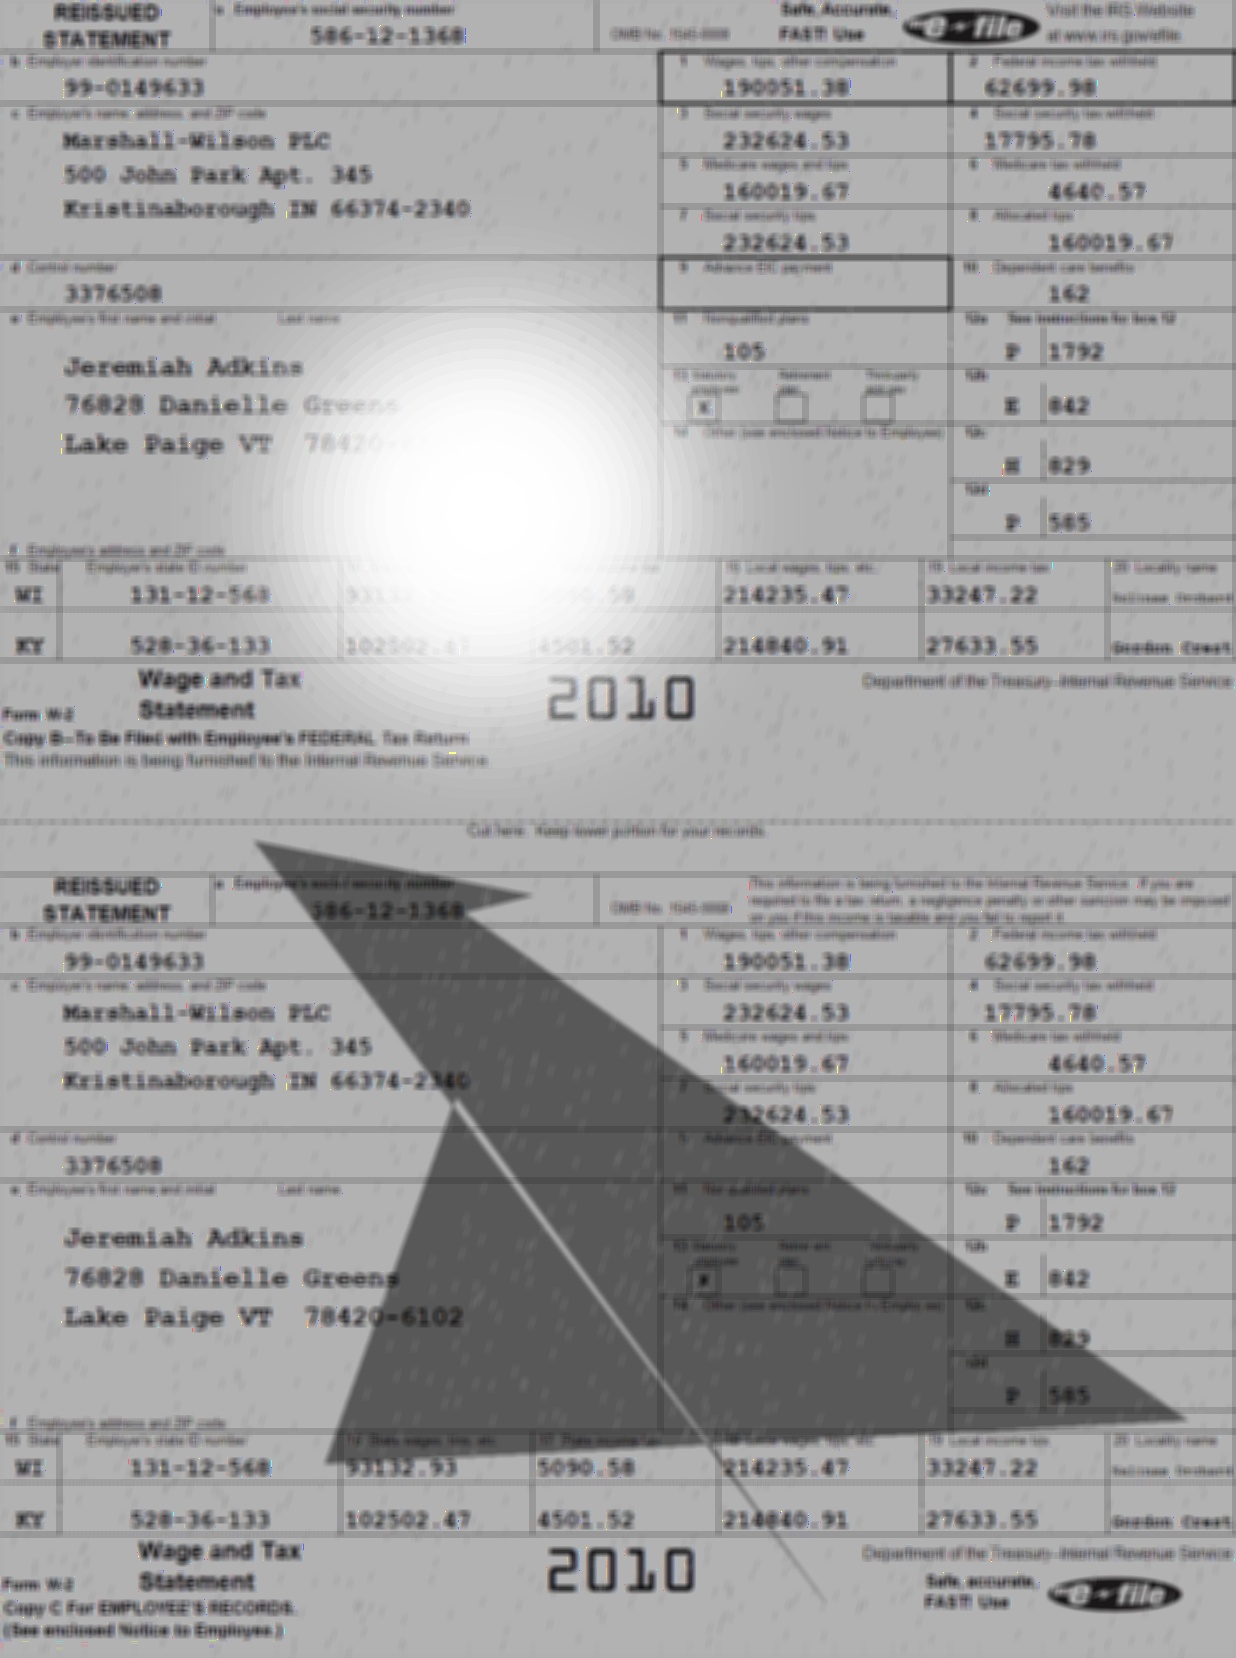 REISSUED STATEMENT
a Employee's social security number
586-12-1368
OMB No. 1545-0008
Safe, Accurate, FAST! Use
e file
Visit the IRS Website at www.irs.gov/efile.
b Employer identification number
99-0149633
1 Wages, tips, other compensation
190051.38
2 Federal income tax withheld
62699.98
c Employer's name, address, and ZIP code
Marshall-Wilson PLC
500 John Park Apt. 345
Kristinaborough IN 66374-2340
3 Social security wages
232624.53
4 Social security tax withheld
17795.78
5 Medicare wages and tips
160019.67
6 Medicare tax withheld
4640.57
7 Social security tips
232624.53
8 Allocated tips
160019.67
d Control number
3376508
9 Advance EIC payment
10 Dependent care benefits
162
e Employee's first name and initial Last name
Jeremiah Adkins
76828 Danielle Greens
Lake Paige VT 78420-
11 Nonqualified plans
105
12a See instructions for box 12
P 1792
13 Statutory employee Retirement plan Third-party sick pay
X
12b
E 842
14 Other (see enclosed Notice to Employee)
12c
H 829
12d
P 585
f Employee's address and ZIP code
15 State Employer's state ID number 18 Local wages, tips, etc. 19 Local income tax 20 Locality name
WI 131-12-568 214235.47 33247.22
KY 528-36-133 102502.47 4501.52 214840.91 27633.55 Gordon Crest
Wage and Tax Statement
Form W-2
2010
Department of the Treasury-Internal Revenue Service
Copy B-To Be Filed with Employee's FEDERAL Tax Return
This information is being furnished to the Internal Revenue Service.
Cut here. Keep lower portion for your records.
REISSUED STATEMENT
a Employee's social security number
586-12-1368
OMB No. 1545-0008
This information is being furnished to the Internal Revenue Service. If you are
required to file a tax return, a negligence penalty or other sanction may be imposed
on you if this income is taxable and you fail to report it.
b Employer identification number
99-0149633
1 Wages, tips, other compensation
190051.38
2 Federal income tax withheld
62699.98
c Employer's name, address, and ZIP code
Marshall-Wilson PLC
500 John Park Apt. 345
Kristinaborough IN 66374-2340
3 Social security wages
232624.53
4 Social security tax withheld
17795.78
5 Medicare wages and tips
160019.67
6 Medicare tax withheld
4640.57
7 Social security tips
232624.53
8 Allocated tips
160019.67
d Control number
3376508
9 Advance EIC payment
10 Dependent care benefits
162
e Employee's first name and initial Last name
Jeremiah Adkins
76828 Danielle Greens
Lake Paige VT 78420-6102
11 Nonqualified plans
105
12a See instructions for box 12
P 1792
13 Statutory employee Retirement plan Third-party sick pay
X
12b
E 842
14 Other (see enclosed Notice to Employee)
12c
H 829
12d
P 585
f Employee's address and ZIP code
15 State Employer's state ID number 17 State income tax 18 Local wages, tips, etc. 19 Local income tax 20 Locality name
WI 131-12-568 93132.93 5090.58 214235.47 33247.22
KY 528-36-133 102502.47 4501.52 214840.91 27633.55 Gordon Crest
Wage and Tax Statement
Form W-2
2010
Department of the Treasury-Internal Revenue Service
Copy C For EMPLOYEE'S RECORDS.
(See enclosed Notice to Employee.)
Safe, accurate, FAST! Use
e file